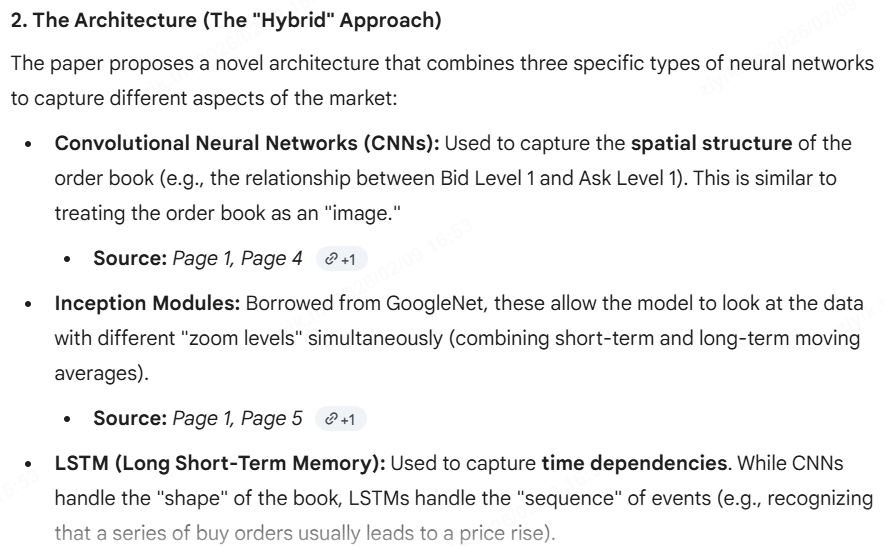 2. The Architecture (The "Hybrid" Approach)
The paper proposes a novel architecture that combines three specific types of neural networks
to capture different aspects of the market:
• Convolutional Neural Networks (CNNs): Used to capture the spatial structure of the
order book (e.g., the relationship between Bid Level 1 and Ask Level 1). This is similar to
treating the order book as an "image."
• Source: Page 1, Page 4 +1
• Inception Modules: Borrowed from GoogleNet, these allow the model to look at the data
with different "zoom levels" simultaneously (combining short-term and long-term moving
averages).
• Source: Page 1, Page 5 +1
• LSTM (Long Short-Term Memory): Used to capture time dependencies. While CNNs
handle the "shape" of the book, LSTMs handle the "sequence" of events (e.g., recognizing
that a series of buy orders usually leads to a price rise).